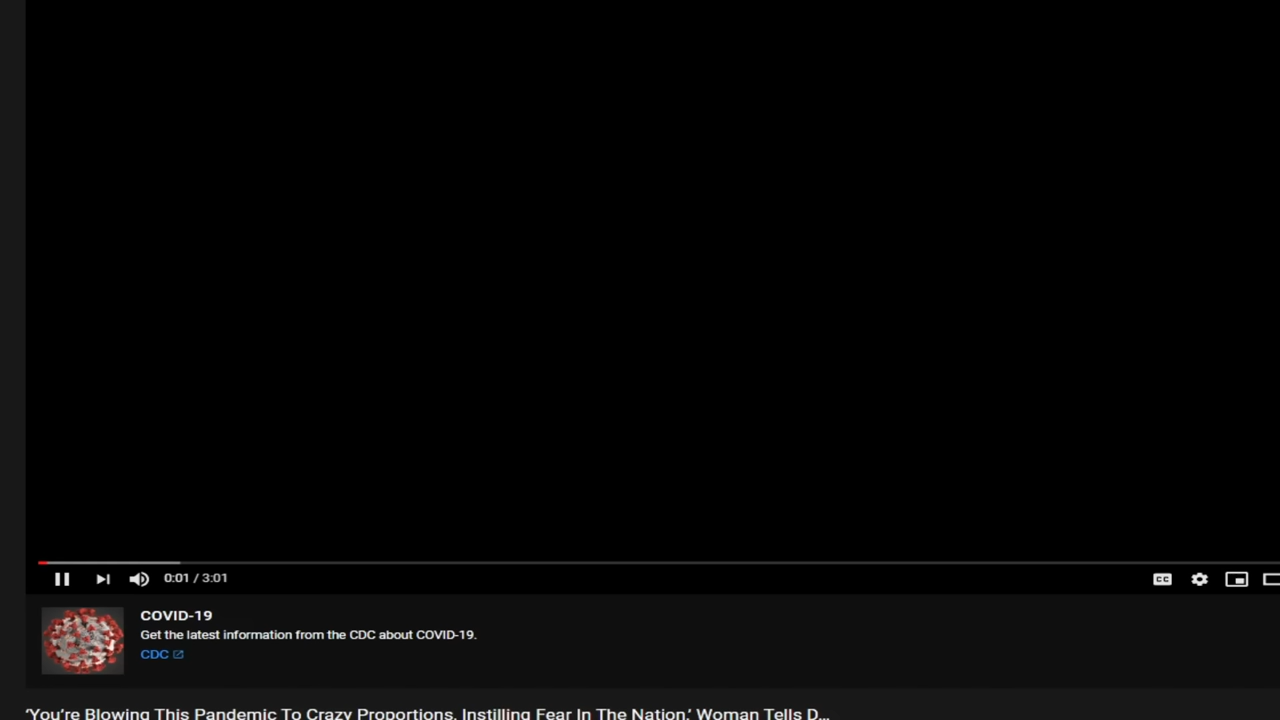 0:01 / 3:01
CC
COVID-19
Get the latest information from the CDC about COVID-19.
CDC
‘You’re Blowing This Pandemic To Crazy Proportions, Instilling Fear In The Nation,’ Woman Tells D...